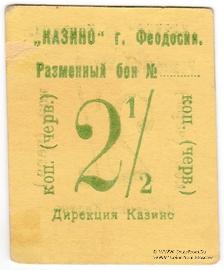 „КАЗИНО" г. Феодосия.
Разменный бон №
коп. (черв.)
2 1/2
коп. (черв.)
Дирекция Казино